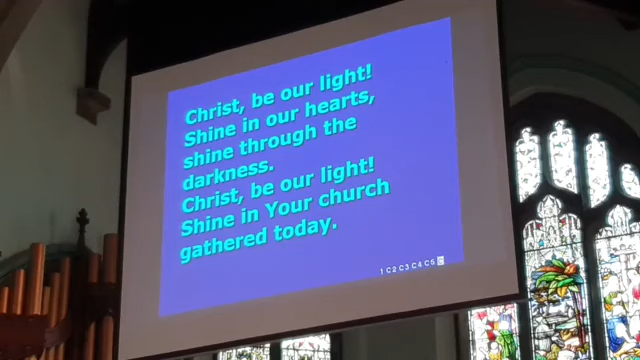 Christ, be our light!
Shine in our hearts,
shine through the
darkness.
Christ, be our light!
Shine in Your church
gathered today.
1 C2 C3 C4 C5 C